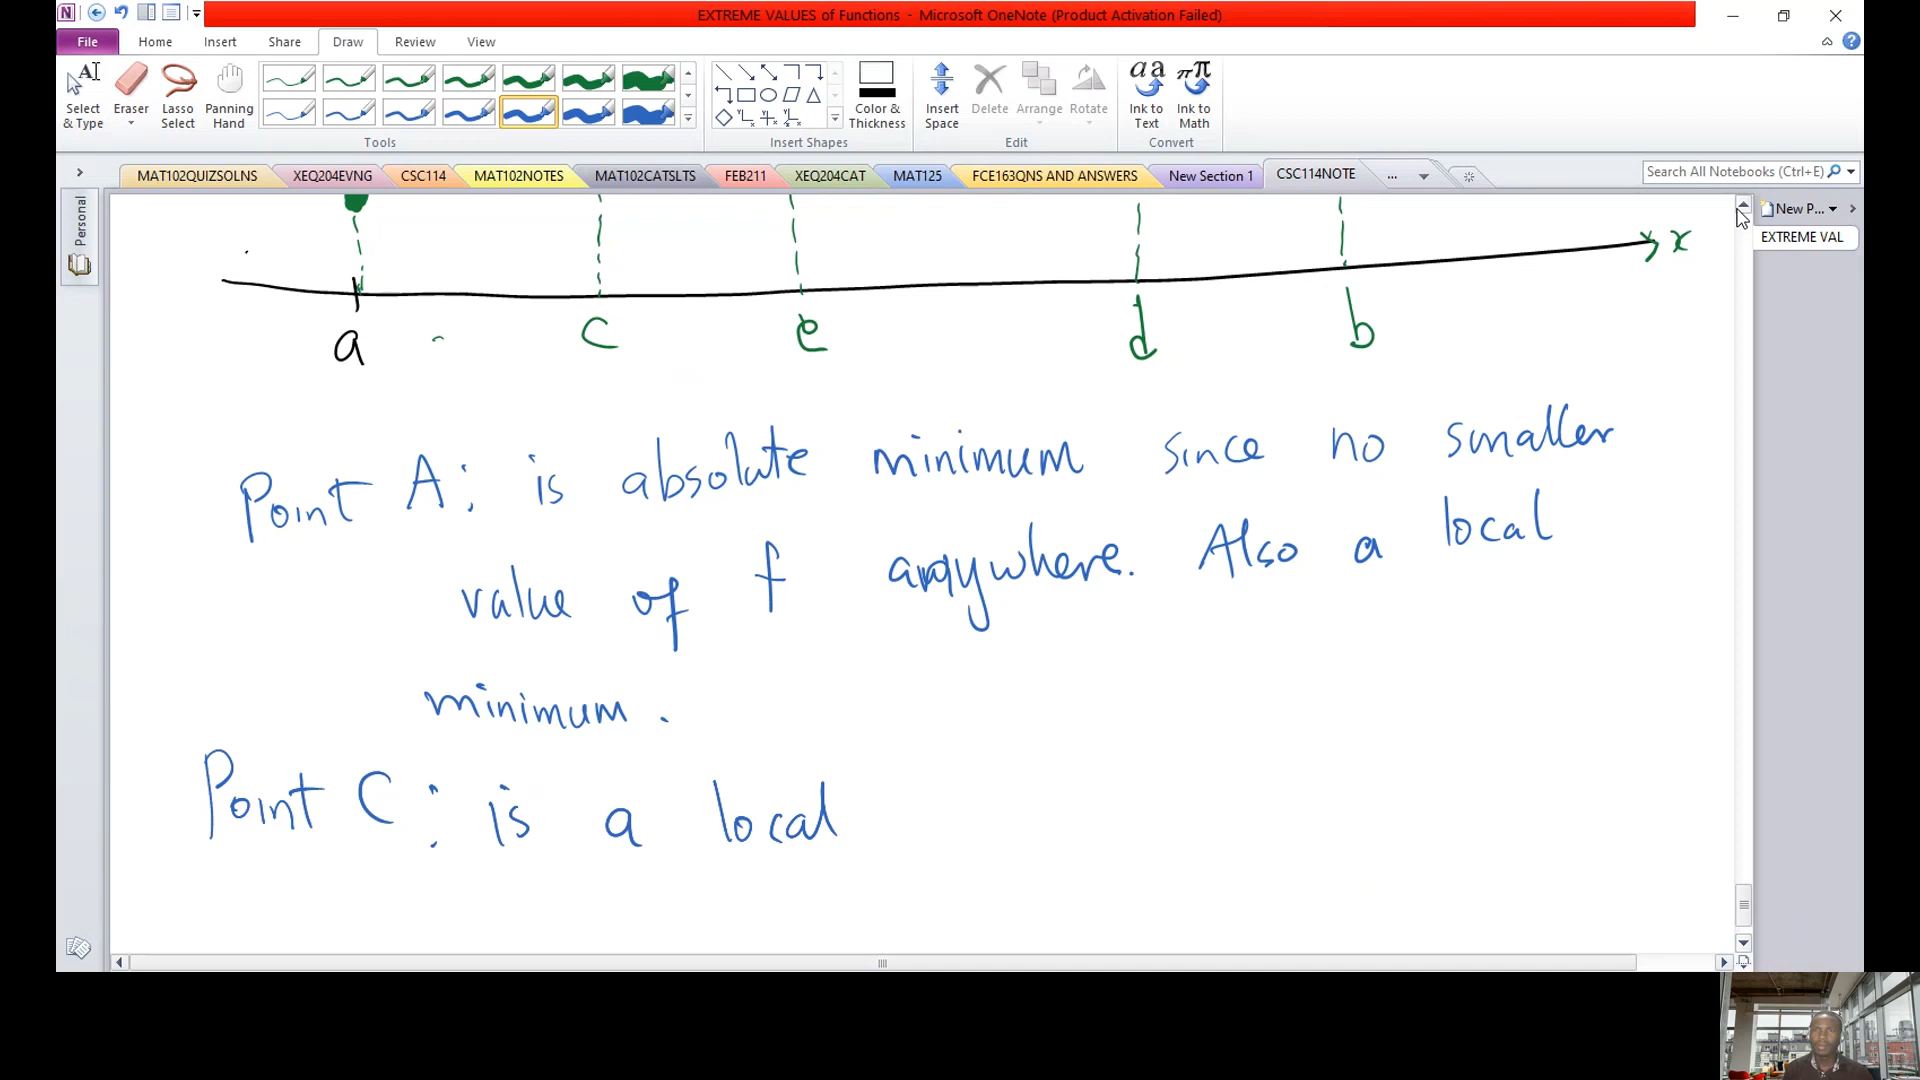 EXTREME VALUES of Functions - Microsoft OneNote (Product Activation Failed)
File Home Insert Share Draw Review View
Select & Type
Eraser
Lasso Select
Panning Hand
Color & Thickness
Insert Space
Delete
Arrange
Rotate
Ink to Text
Ink to Math
Tools Insert Shapes Edit Convert
MAT102QUIZSOLNS XEQ204EVNG CSC114 MAT102NOTES MAT102CATSLTS FEB211 XEQ204CAT MAT125 FCE163QNS AND ANSWERS New Section 1 CSC114NOTE ...
Search All Notebooks (Ctrl+E)
Personal
New P...
EXTREME VAL
x
a c e d b
Point A: is absolute minimum since no smaller
value of f anywhere. Also a local
minimum.
Point C: is a local